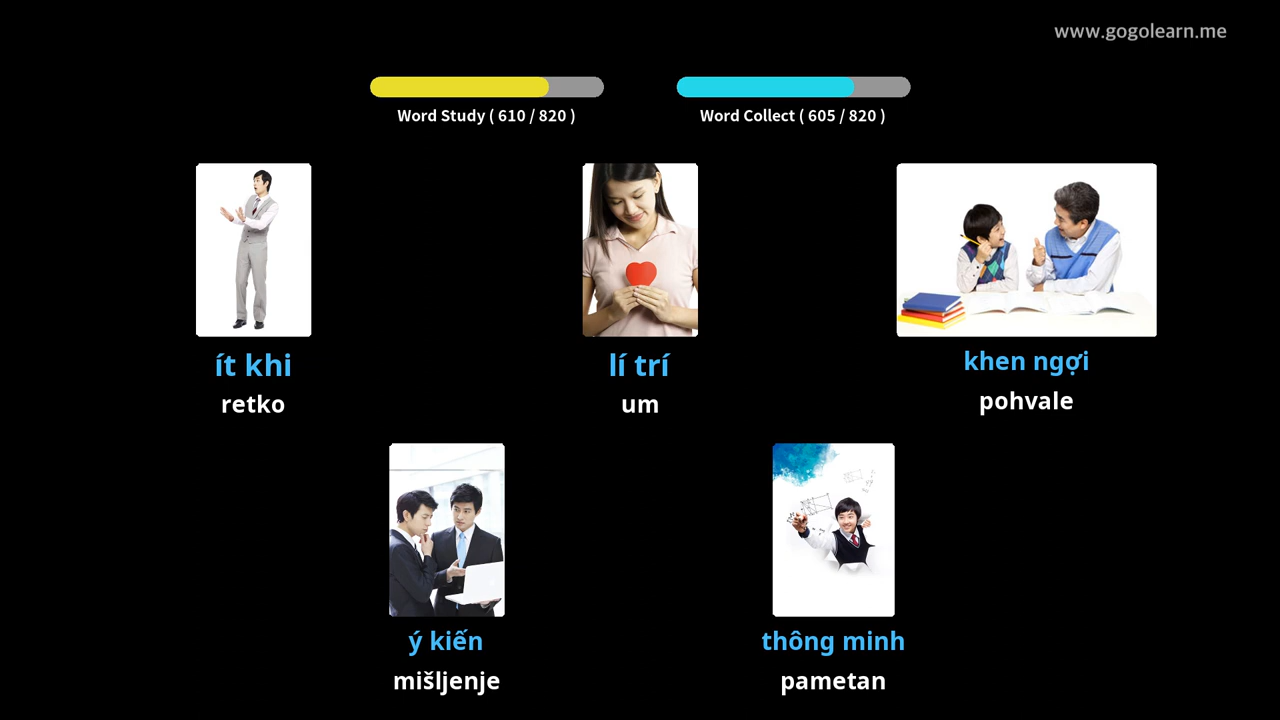 www.gogolearn.me
Word Study ( 610 / 820 )
Word Collect ( 605 / 820 )
ít khi
retko
lí trí
um
khen ngợi
pohvale
ý kiến
mišljenje
thông minh
pametan